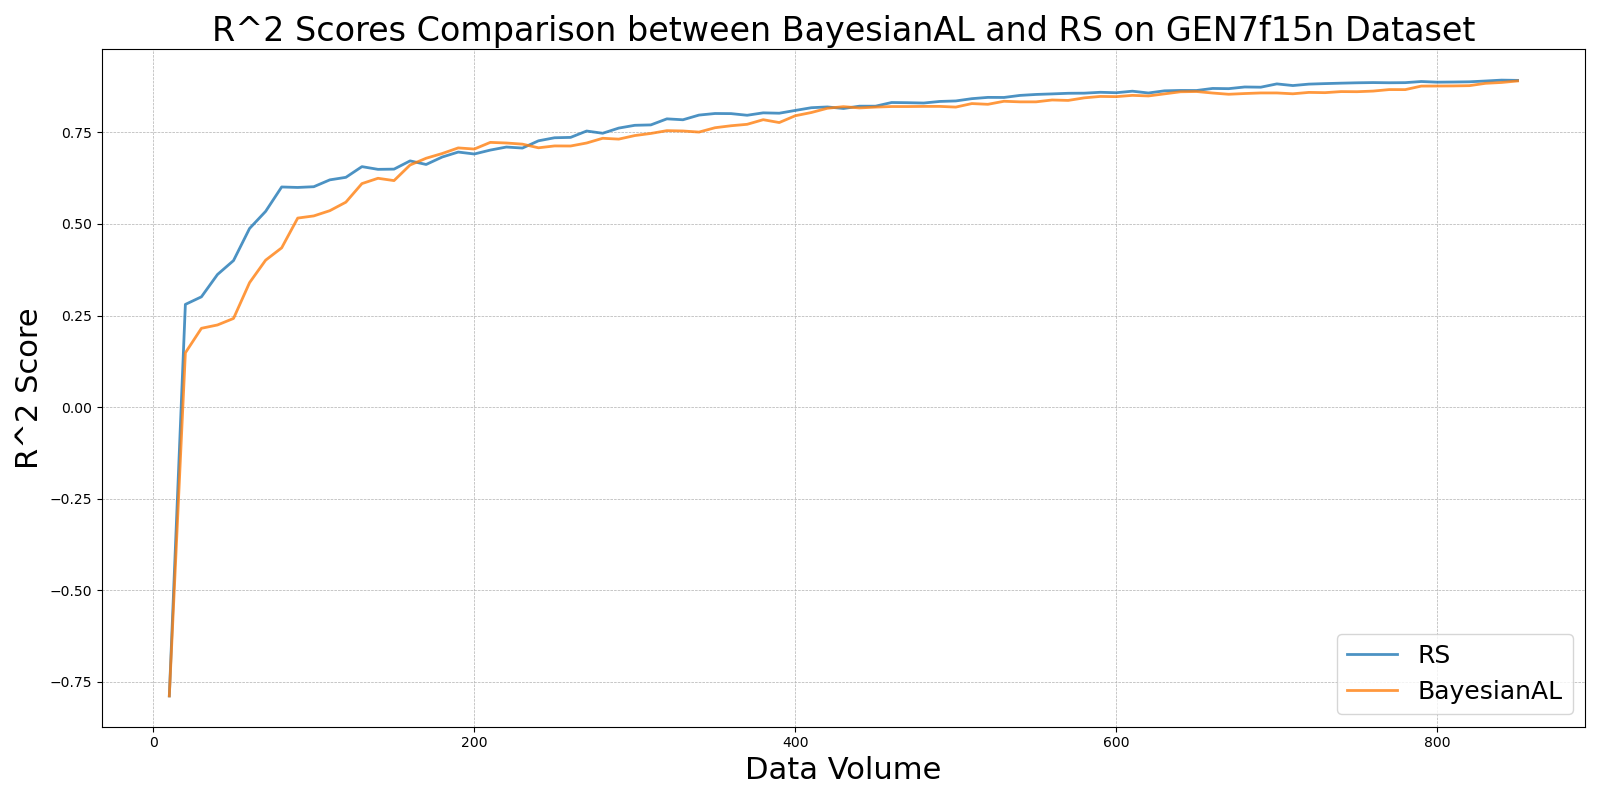 R^2 Scores Comparison between BayesianAL and RS on GEN7f15n Dataset
R^2 Score
0.75
0.50
0.25
0.00
−0.25
−0.50
−0.75
0 200 400 600 800
Data Volume
RS
BayesianAL